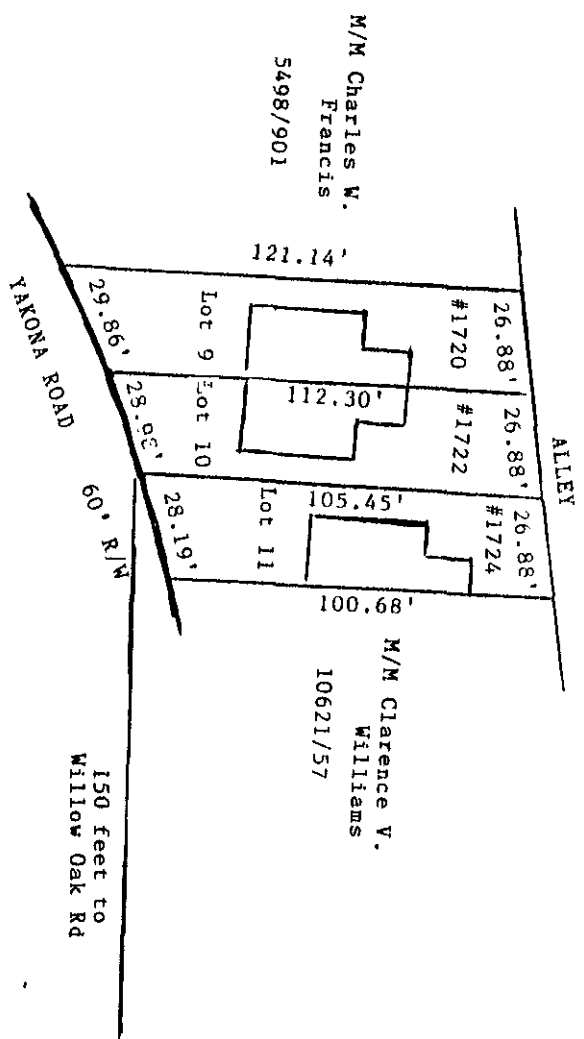 ALLEY
26.88'
26.88'
26.88'
#1720
#1722
#1724
M/M Charles W.
Francis
5498/901
121.14'
112.30'
105.45'
100.68'
M/M Clarence V.
Williams
10621/57
Lot 9
Lot 10
Lot 11
29.86'
28.19'
YAKONA ROAD
60' R/W
150 feet to
Willow Oak Rd